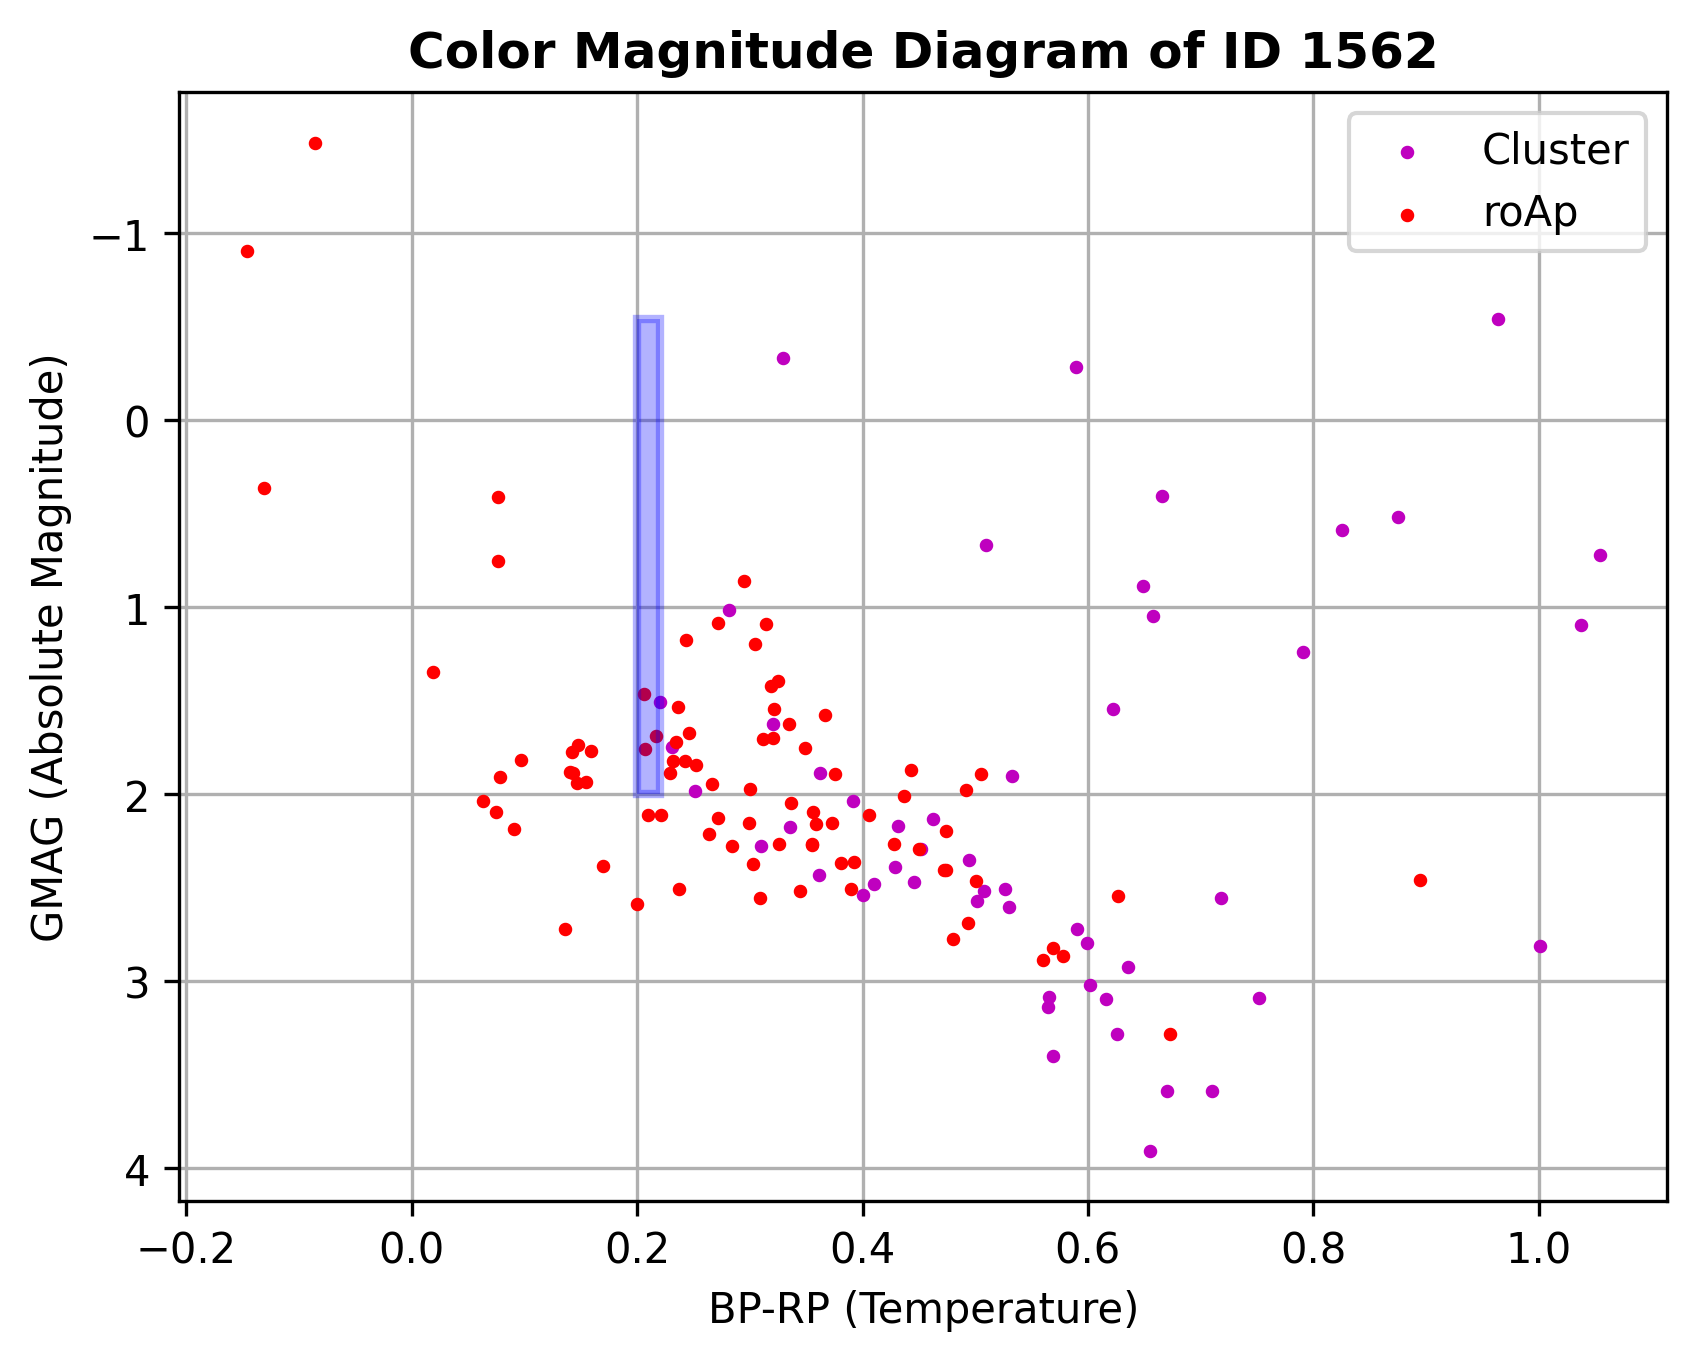 Color Magnitude Diagram of ID 1562
Cluster
roAp
GMAG (Absolute Magnitude)
−1
0
1
2
3
4
−0.2 0.0 0.2 0.4 0.6 0.8 1.0
BP-RP (Temperature)